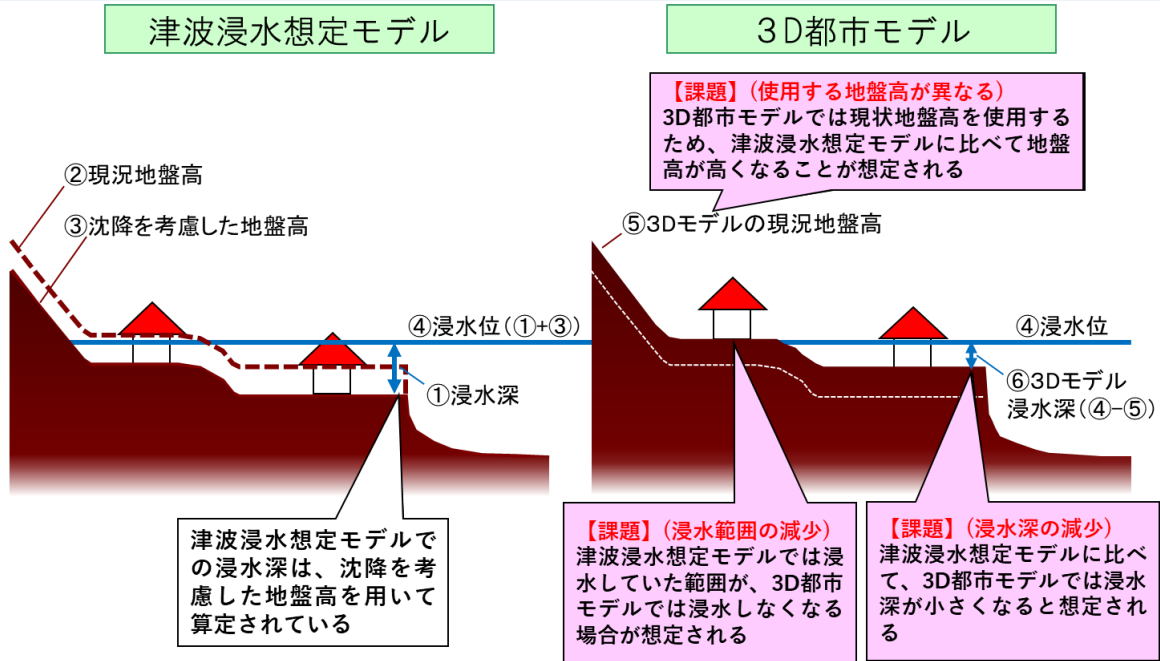 津波浸水想定モデル
3D都市モデル
【課題】(使用する地盤高が異なる)
3D都市モデルでは現状地盤高を使用する
ため、津波浸水想定モデルに比べて地盤
高が高くなることが想定される
②現況地盤高
③沈降を考慮した地盤高
④浸水位(①+③)
①浸水深
⑤3Dモデルの現況地盤高
④浸水位
⑥3Dモデル
浸水深(④-⑤)
津波浸水想定モデルで
の浸水深は、沈降を考
慮した地盤高を用いて
算定されている
【課題】(浸水範囲の減少)
津波浸水想定モデルでは浸
水していた範囲が、3D都市
モデルでは浸水しなくなる
場合が想定される
【課題】(浸水深の減少)
津波浸水想定モデルに比べ
て、3D都市モデルでは浸水
深が小さくなると想定され
る